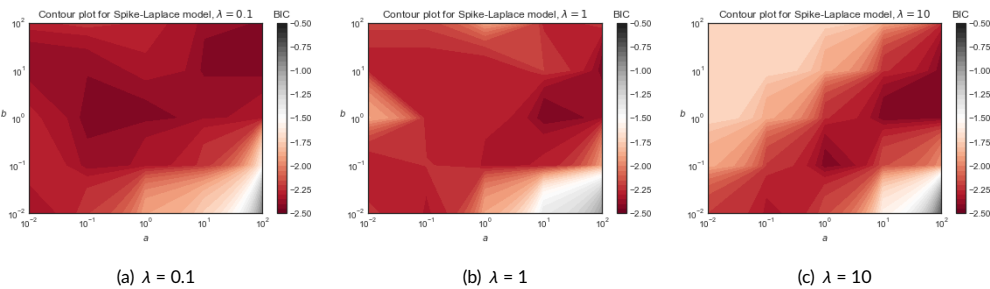 Contour plot for Spike-Laplace model, λ = 0.1 BIC
10² 10¹ 10⁰ 10⁻¹ 10⁻²
b
10⁻² 10⁻¹ 10⁰ 10¹ 10²
a
−0.50 −0.75 −1.00 −1.25 −1.50 −1.75 −2.00 −2.25 −2.50
Contour plot for Spike-Laplace model, λ = 1 BIC
10² 10¹ 10⁰ 10⁻¹ 10⁻²
b
10⁻² 10⁻¹ 10⁰ 10¹ 10²
a
−0.50 −0.75 −1.00 −1.25 −1.50 −1.75 −2.00 −2.25 −2.50
Contour plot for Spike-Laplace model, λ = 10 BIC
10² 10¹ 10⁰ 10⁻¹ 10⁻²
b
10⁻² 10⁻¹ 10⁰ 10¹ 10²
a
−0.50 −0.75 −1.00 −1.25 −1.50 −1.75 −2.00 −2.25 −2.50
(a) λ = 0.1
(b) λ = 1
(c) λ = 10